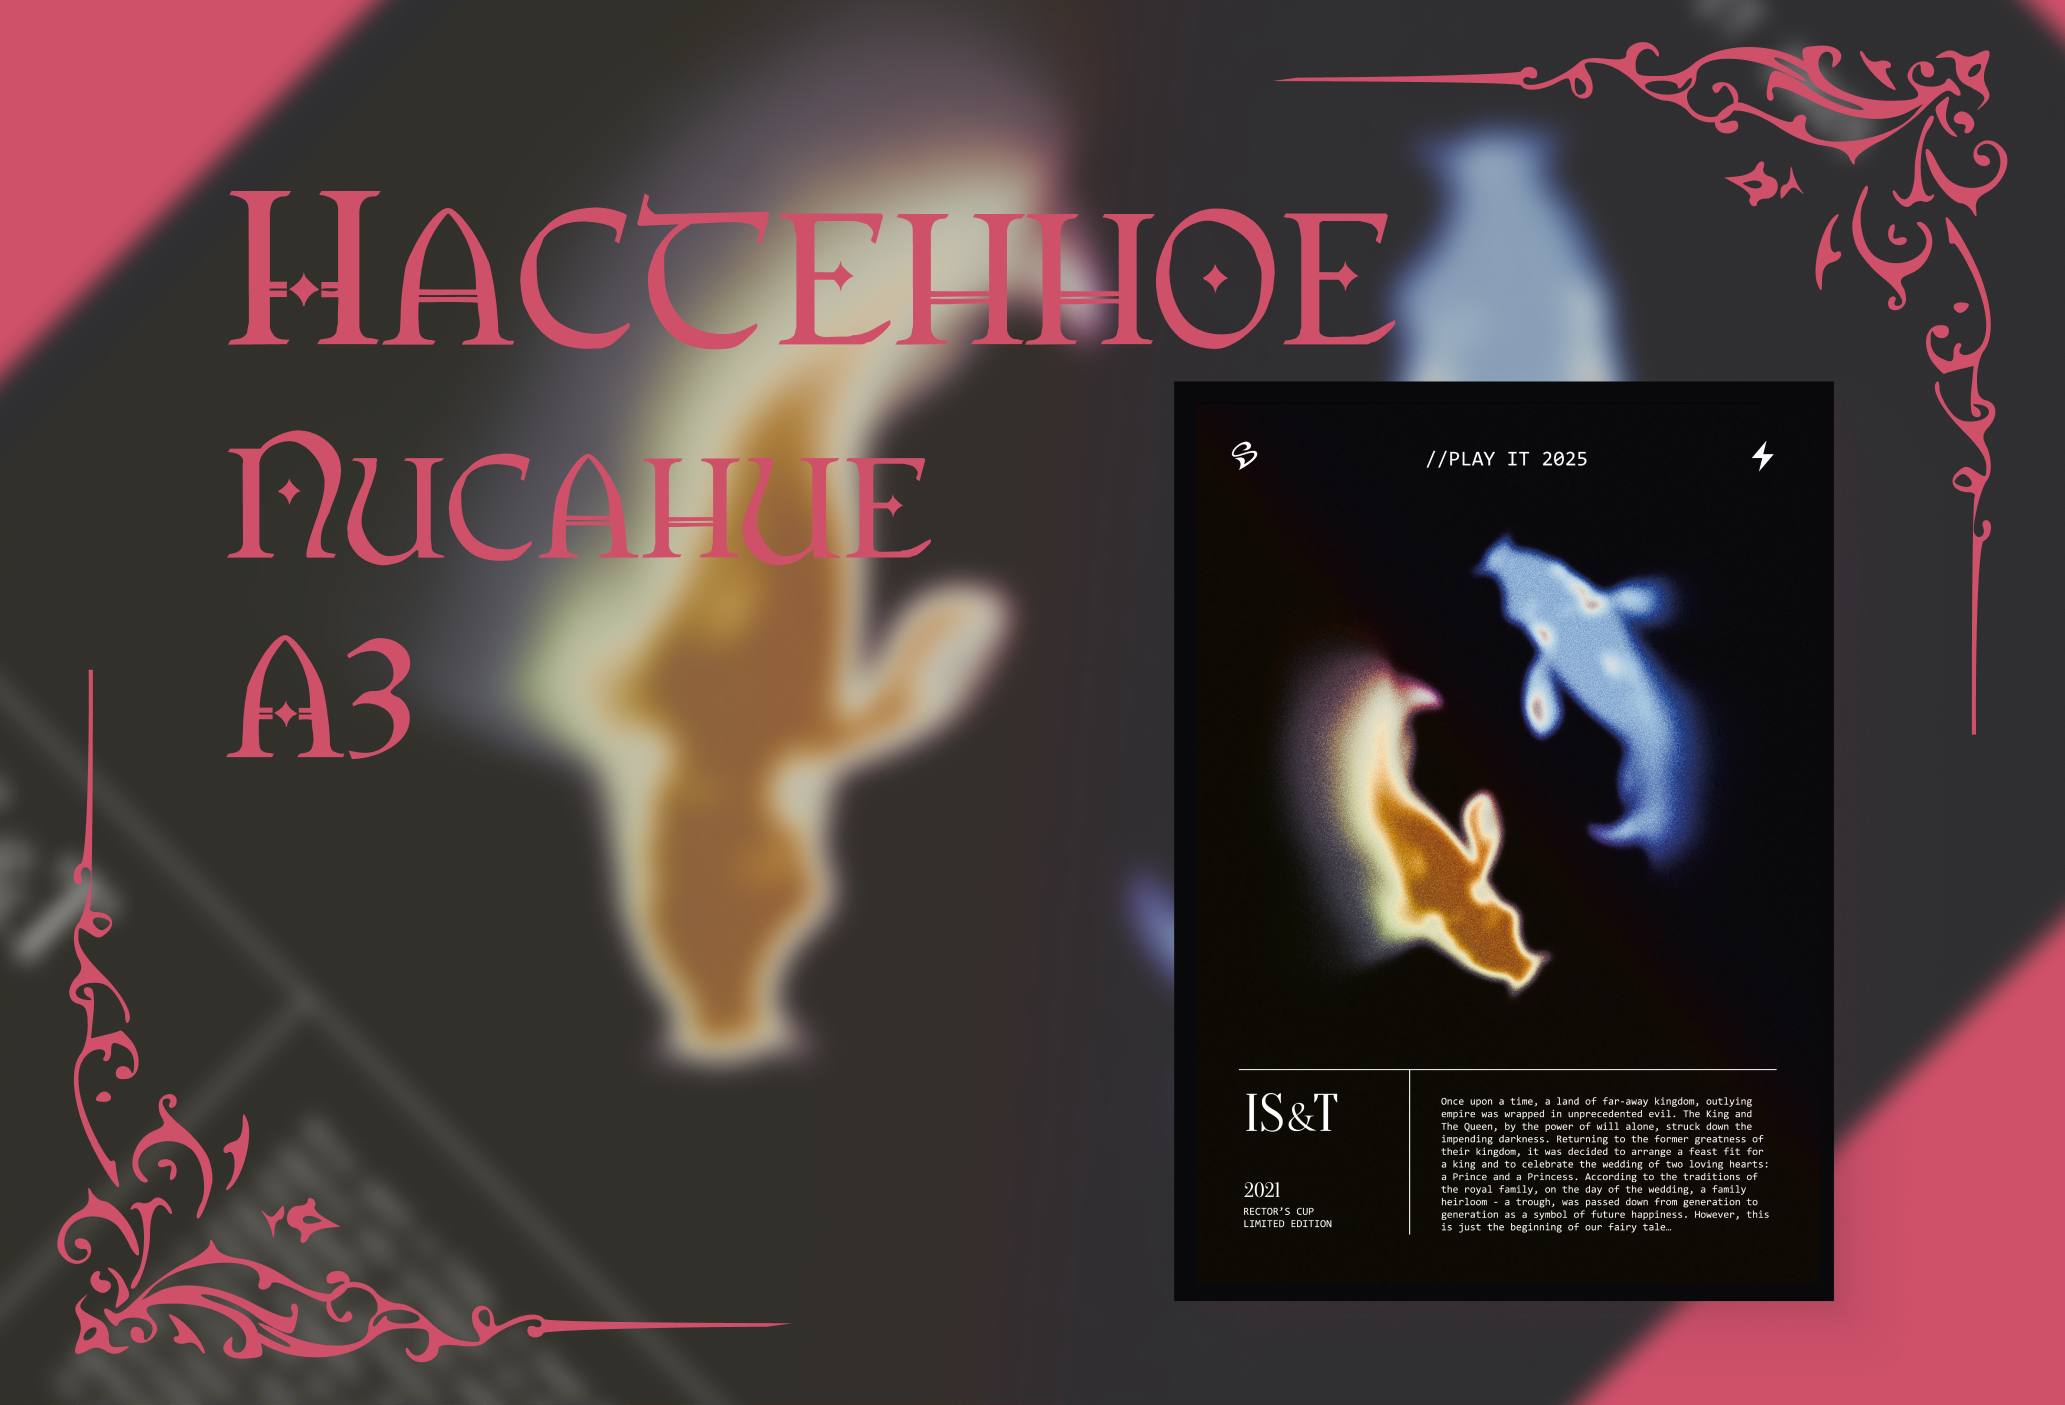 Настенное
Писание
А3
//PLAY IT 2025
IS&T
2021
RECTOR'S CUP
LIMITED EDITION
Once upon a time, a land of far-away kingdom, outlying
empire was wrapped in unprecedented evil. The King and
The Queen, by the power of will alone, struck down the
impending darkness. Returning to the former greatness of
their kingdom, it was decided to arrange a feast fit for
a king and to celebrate the wedding of two loving hearts:
a Prince and a Princess. According to the traditions of
the royal family, on the day of the wedding, a family
heirloom - a trough, was passed down from generation to
generation as a symbol of future happiness. However, this
is just the beginning of our fairy tale…